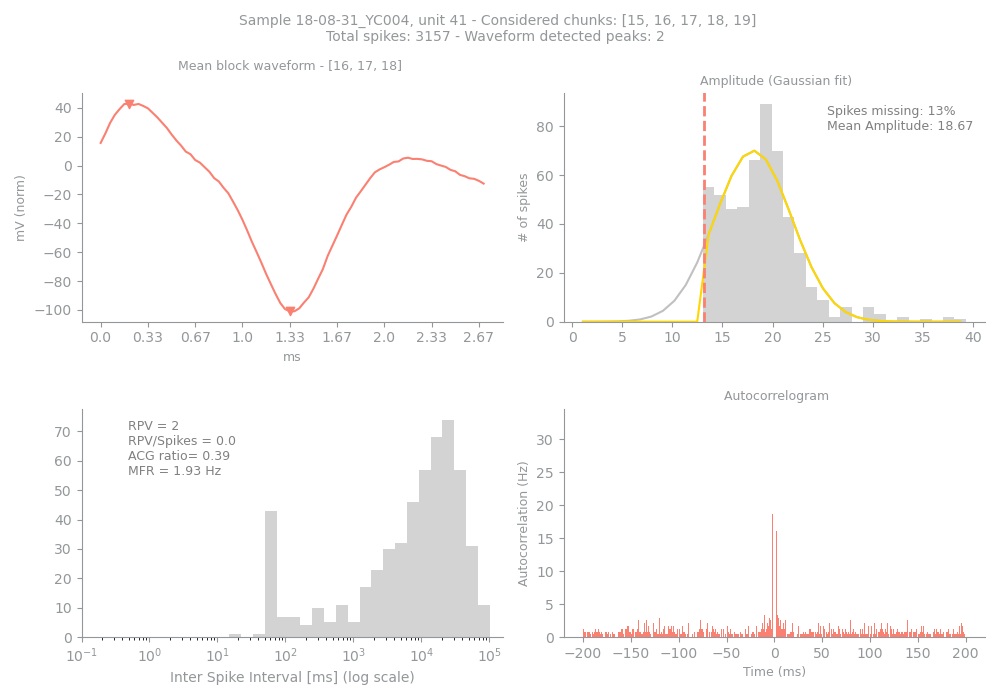 Sample 18-08-31_YC004, unit 41 - Considered chunks: [15, 16, 17, 18, 19]
Total spikes: 3157 - Waveform detected peaks: 2
Mean block waveform - [16, 17, 18]
mV (norm)
40
20
0
−20
−40
−60
−80
−100
0.0 0.33 0.67 1.0 1.33 1.67 2.0 2.33 2.67
ms
Amplitude (Gaussian fit)
Spikes missing: 13%
Mean Amplitude: 18.67
# of spikes
80
60
40
20
0
0 5 10 15 20 25 30 35 40
RPV = 2
RPV/Spikes = 0.0
ACG ratio= 0.39
MFR = 1.93 Hz
70
60
50
40
30
20
10
0
10⁻¹ 10⁰ 10¹ 10² 10³ 10⁴ 10⁵
Inter Spike Interval [ms] (log scale)
Autocorrelogram
Autocorrelation (Hz)
30
25
20
15
10
5
0
−200 −150 −100 −50 0 50 100 150 200
Time (ms)